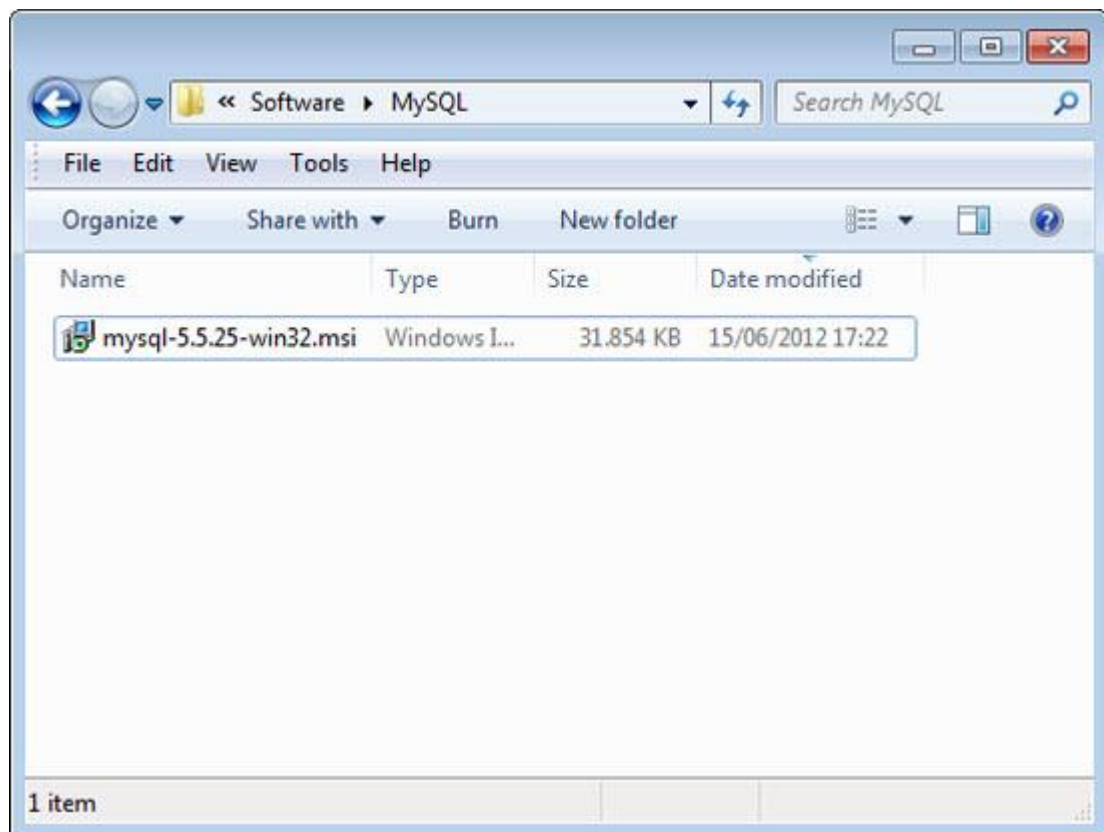 « Software ▸ MySQL Search MySQL
File Edit View Tools Help
Organize Share with Burn New folder
Name Type Size Date modified
mysql-5.5.25-win32.msi Windows I... 31.854 KB 15/06/2012 17:22
1 item